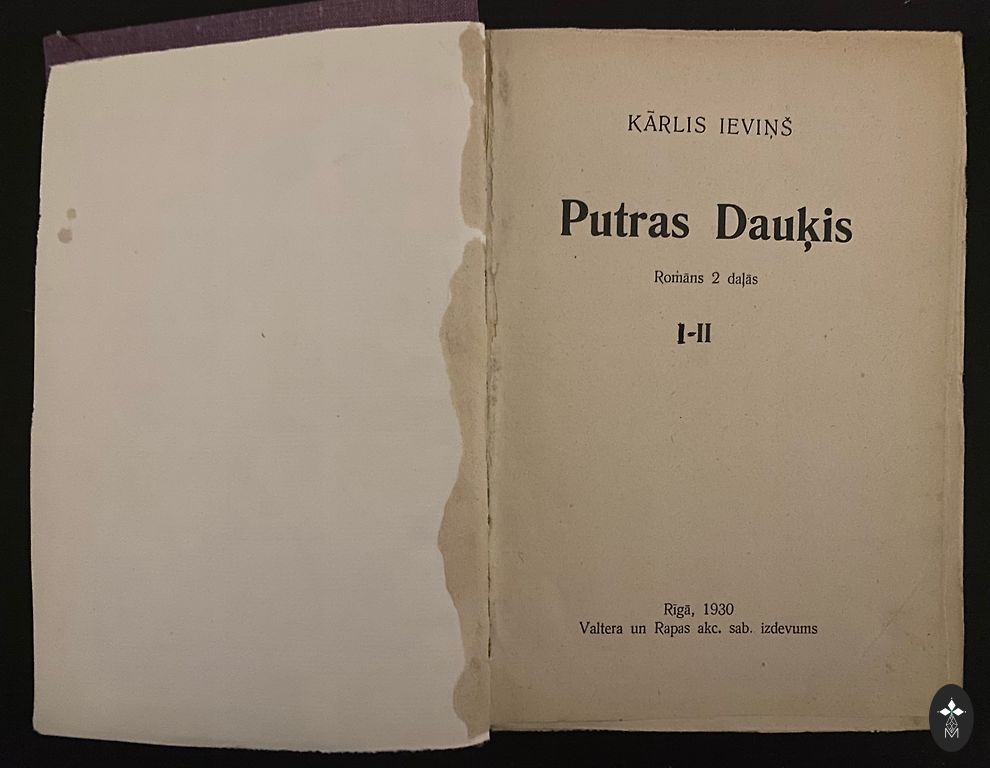 KĀRLIS IEVIŅŠ
Putras Dauķis
Romāns 2 daļās
I-II
Rīgā, 1930
Valtera un Rapas akc. sab. izdevums
M